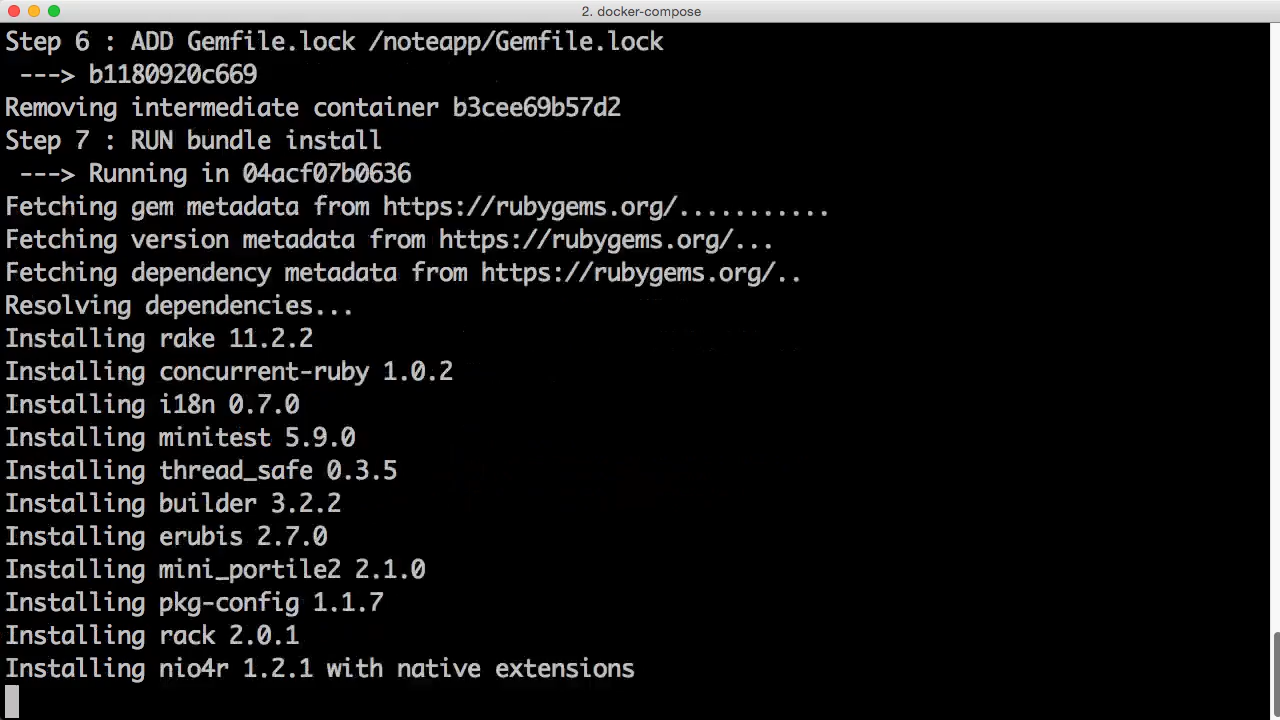 2. docker-compose
Step 6 : ADD Gemfile.lock /noteapp/Gemfile.lock
 ---> b1180920c669
Removing intermediate container b3cee69b57d2
Step 7 : RUN bundle install
 ---> Running in 04acf07b0636
Fetching gem metadata from https://rubygems.org/...........
Fetching version metadata from https://rubygems.org/...
Fetching dependency metadata from https://rubygems.org/..
Resolving dependencies...
Installing rake 11.2.2
Installing concurrent-ruby 1.0.2
Installing i18n 0.7.0
Installing minitest 5.9.0
Installing thread_safe 0.3.5
Installing builder 3.2.2
Installing erubis 2.7.0
Installing mini_portile2 2.1.0
Installing pkg-config 1.1.7
Installing rack 2.0.1
Installing nio4r 1.2.1 with native extensions